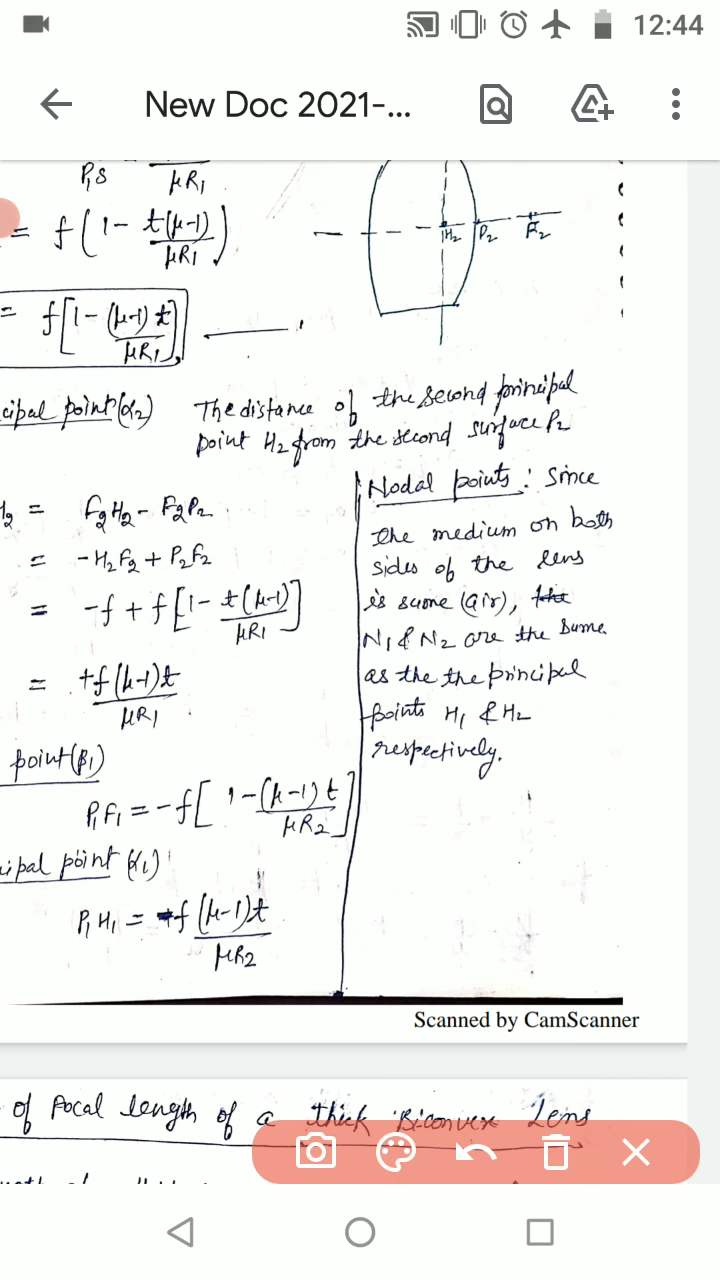 12:44
New Doc 2021-...
P₁S μR₁
= f(1- t(μ-1)/μR₁)
= f[1- (μ-1)t/μR₁]
H₂ P₂ F₂
cipal point(α₂) The distance of the second principal
point H₂ from the second surface P₂
H₂ = F₂H₂ - F₂P₂
= -H₂F₂ + P₂F₂
= -f + f[1- t(μ-1)/μR₁]
= +f(μ-1)t/μR₁
point(β₁)
P₁F₁ = -f[1-(μ-1)t/μR₂]
ipal point (α₁)
P₁H₁ = +f(μ-1)t/μR₂
Nodal points: Since
the medium on both
sides of the lens
is same (air),
N₁ & N₂ are the same
as the the principal
points H₁ & H₂
respectively.
Scanned by CamScanner
of Focal length of a thick Biconvex Lens